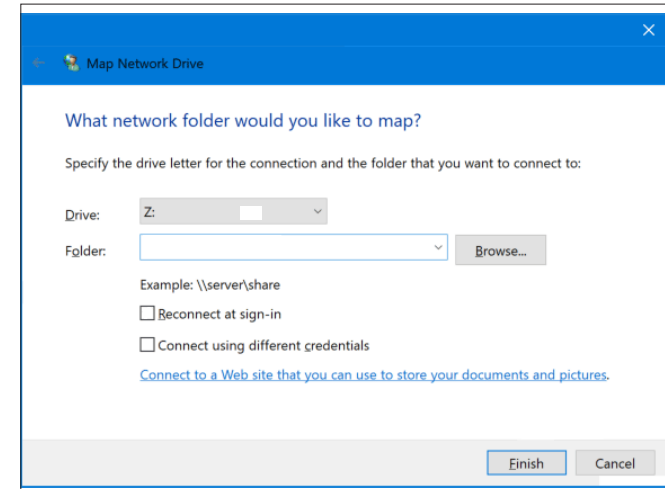 Map Network Drive
What network folder would you like to map?
Specify the drive letter for the connection and the folder that you want to connect to:
Drive: Z:
Folder: Browse...
Example: \\server\share
Reconnect at sign-in
Connect using different credentials
Connect to a Web site that you can use to store your documents and pictures.
Finish Cancel